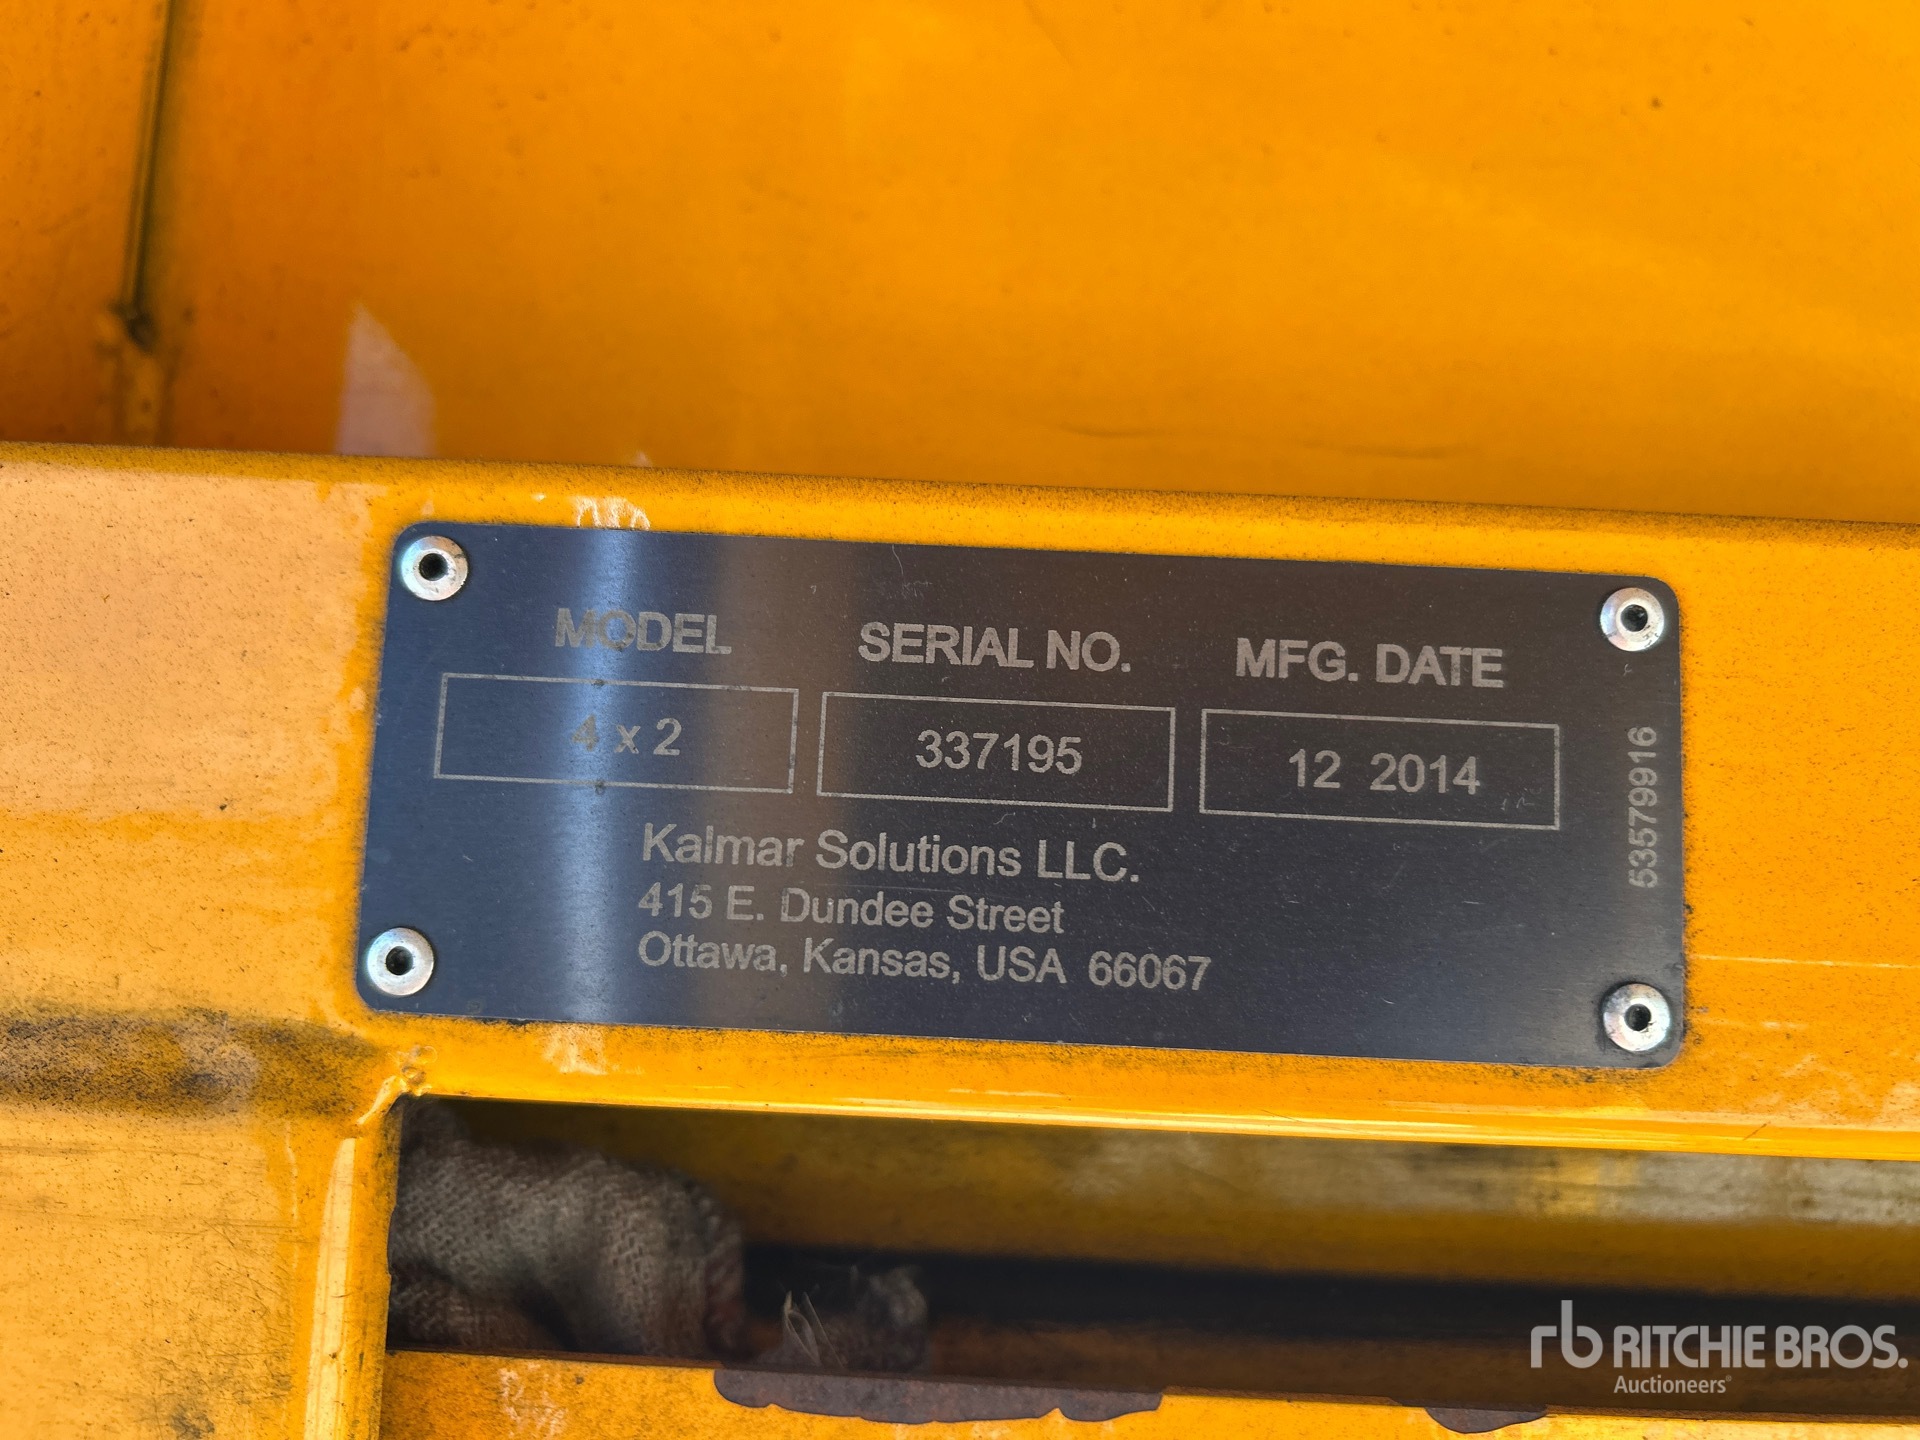 MODEL SERIAL NO. MFG. DATE
4 x 2 337195 12 2014
Kalmar Solutions LLC.
415 E. Dundee Street
Ottawa, Kansas, USA 66067
53579916
rb RITCHIE BROS.
Auctioneers®